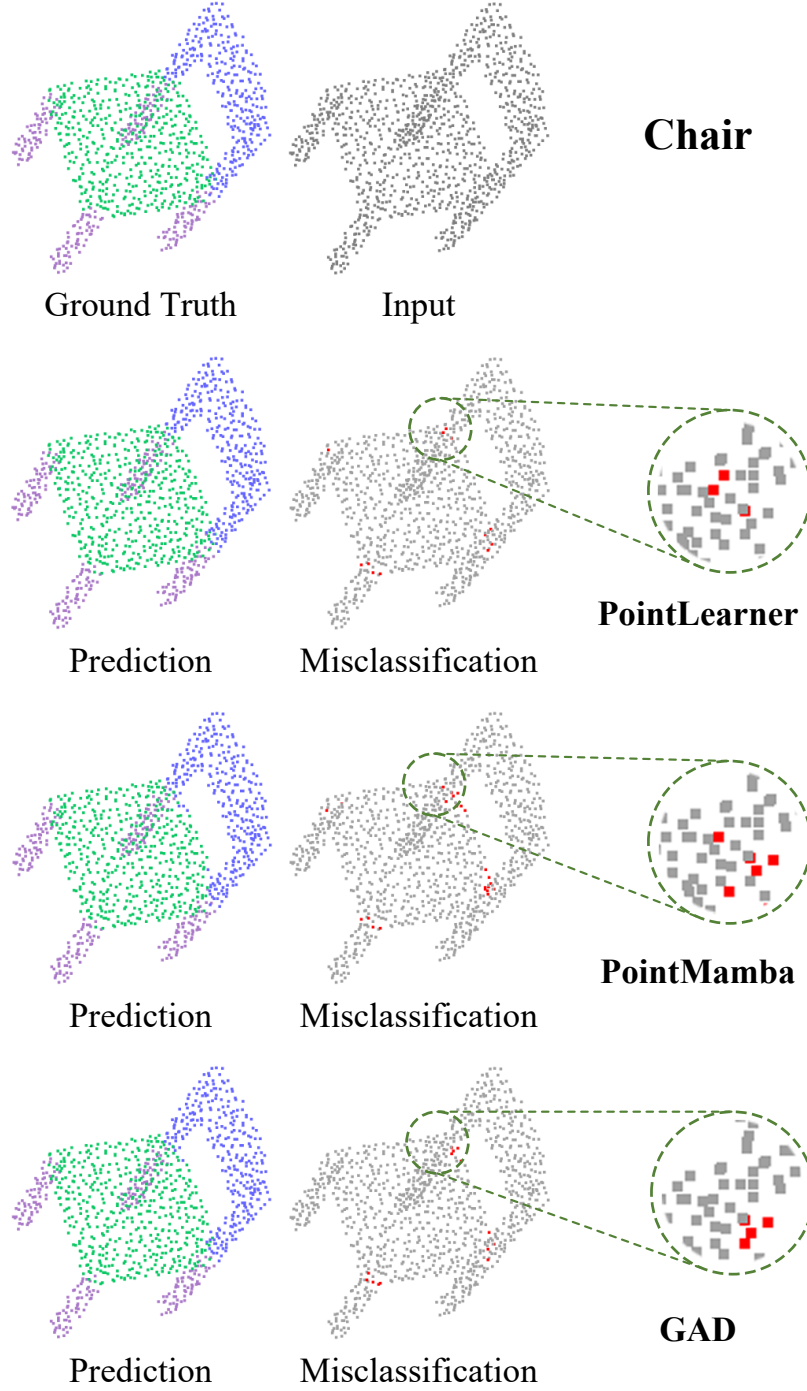 Chair
Ground Truth
Input
PointLearner
Prediction
Misclassification
PointMamba
Prediction
Misclassification
GAD
Prediction
Misclassification